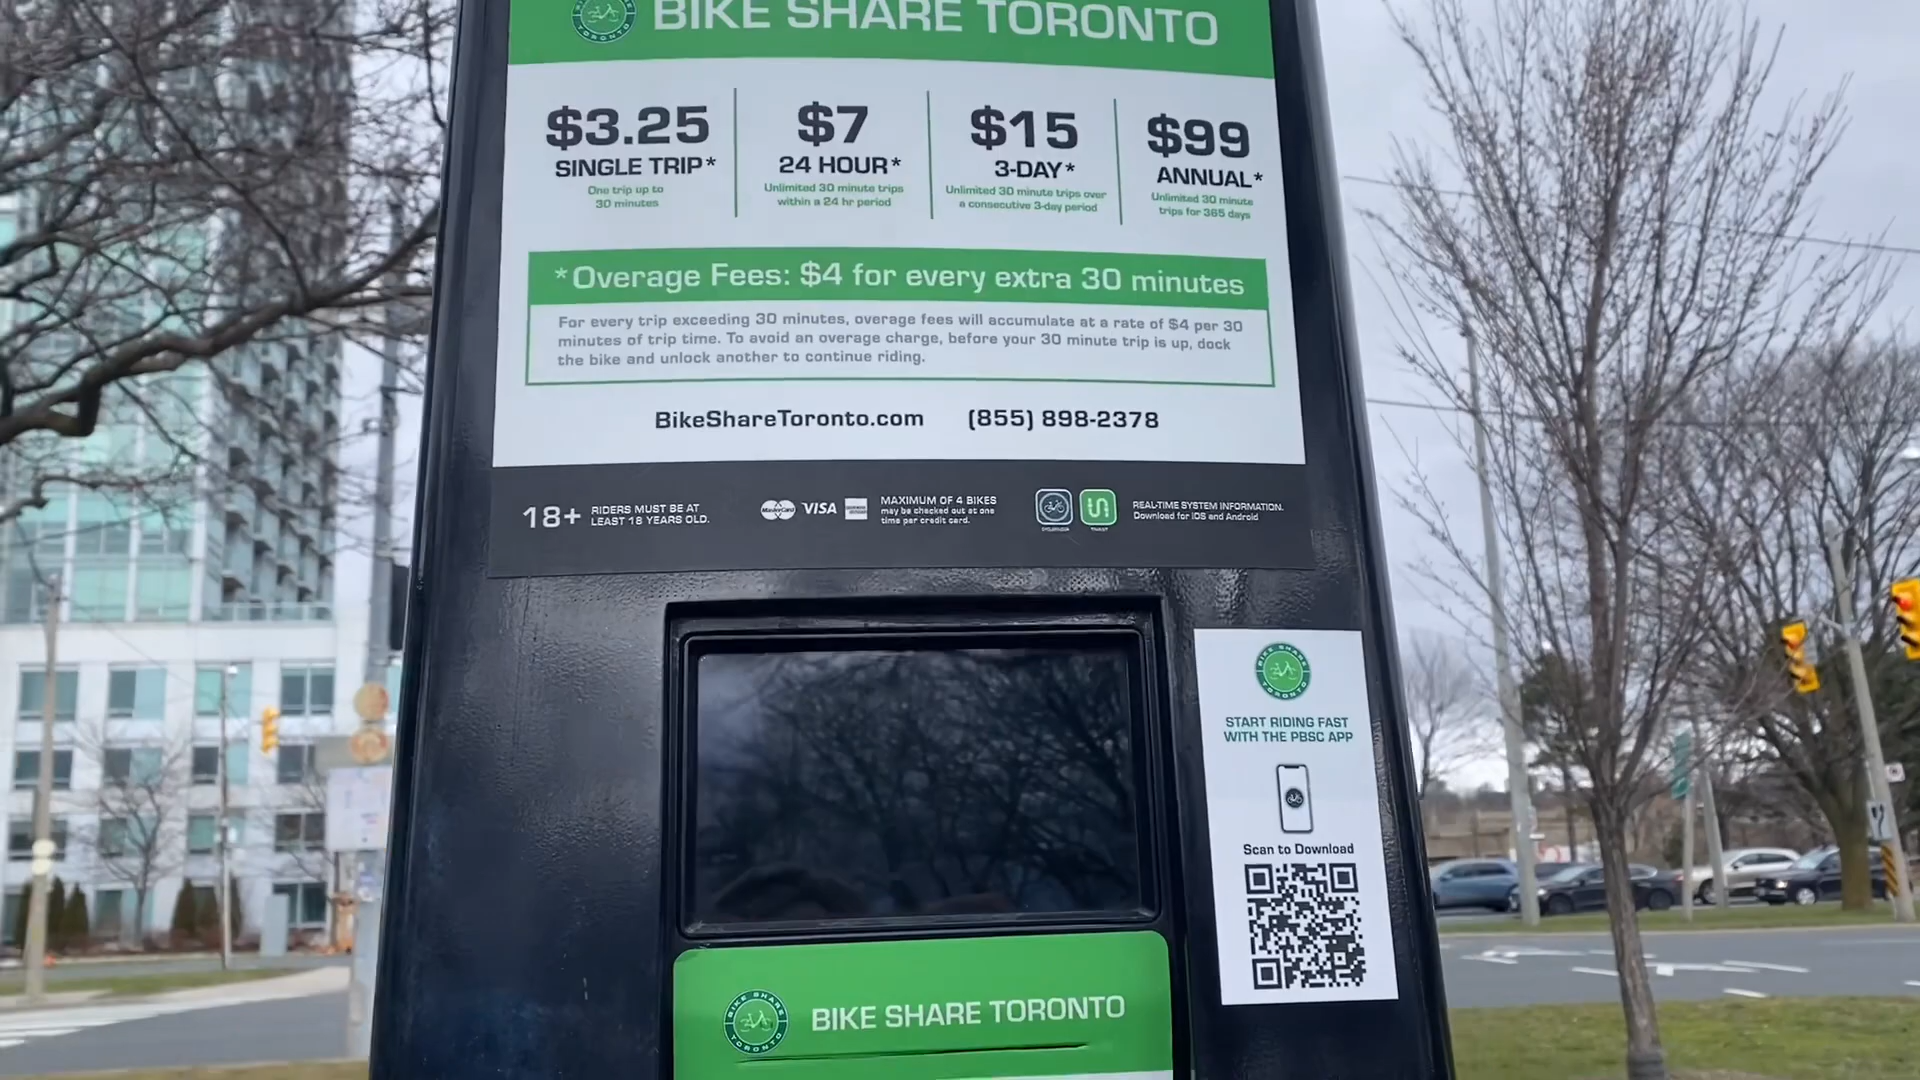 BIKE SHARE TORONTO
$3.25
SINGLE TRIP*
One trip up to
30 minutes
$7
24 HOUR*
Unlimited 30 minute trips
within a 24 hr period
$15
3-DAY*
Unlimited 30 minute trips over
a consecutive 3-day period
$99
ANNUAL*
Unlimited 30 minute
trips for 365 days
*Overage Fees: $4 for every extra 30 minutes
For every trip exceeding 30 minutes, overage fees will accumulate at a rate of $4 per 30
minutes of trip time. To avoid an overage charge, before your 30 minute trip is up, dock
the bike and unlock another to continue riding.
BikeShareToronto.com (855) 898-2378
18+
RIDERS MUST BE AT
LEAST 18 YEARS OLD.
MasterCard VISA
MAXIMUM OF 4 BIKES
may be checked out at one
time per credit card.
REAL-TIME SYSTEM INFORMATION.
Download for iOS and Android
BIKE SHARE
TORONTO
START RIDING FAST
WITH THE PBSC APP
Scan to Download
BIKE SHARE
TORONTO
BIKE SHARE TORONTO